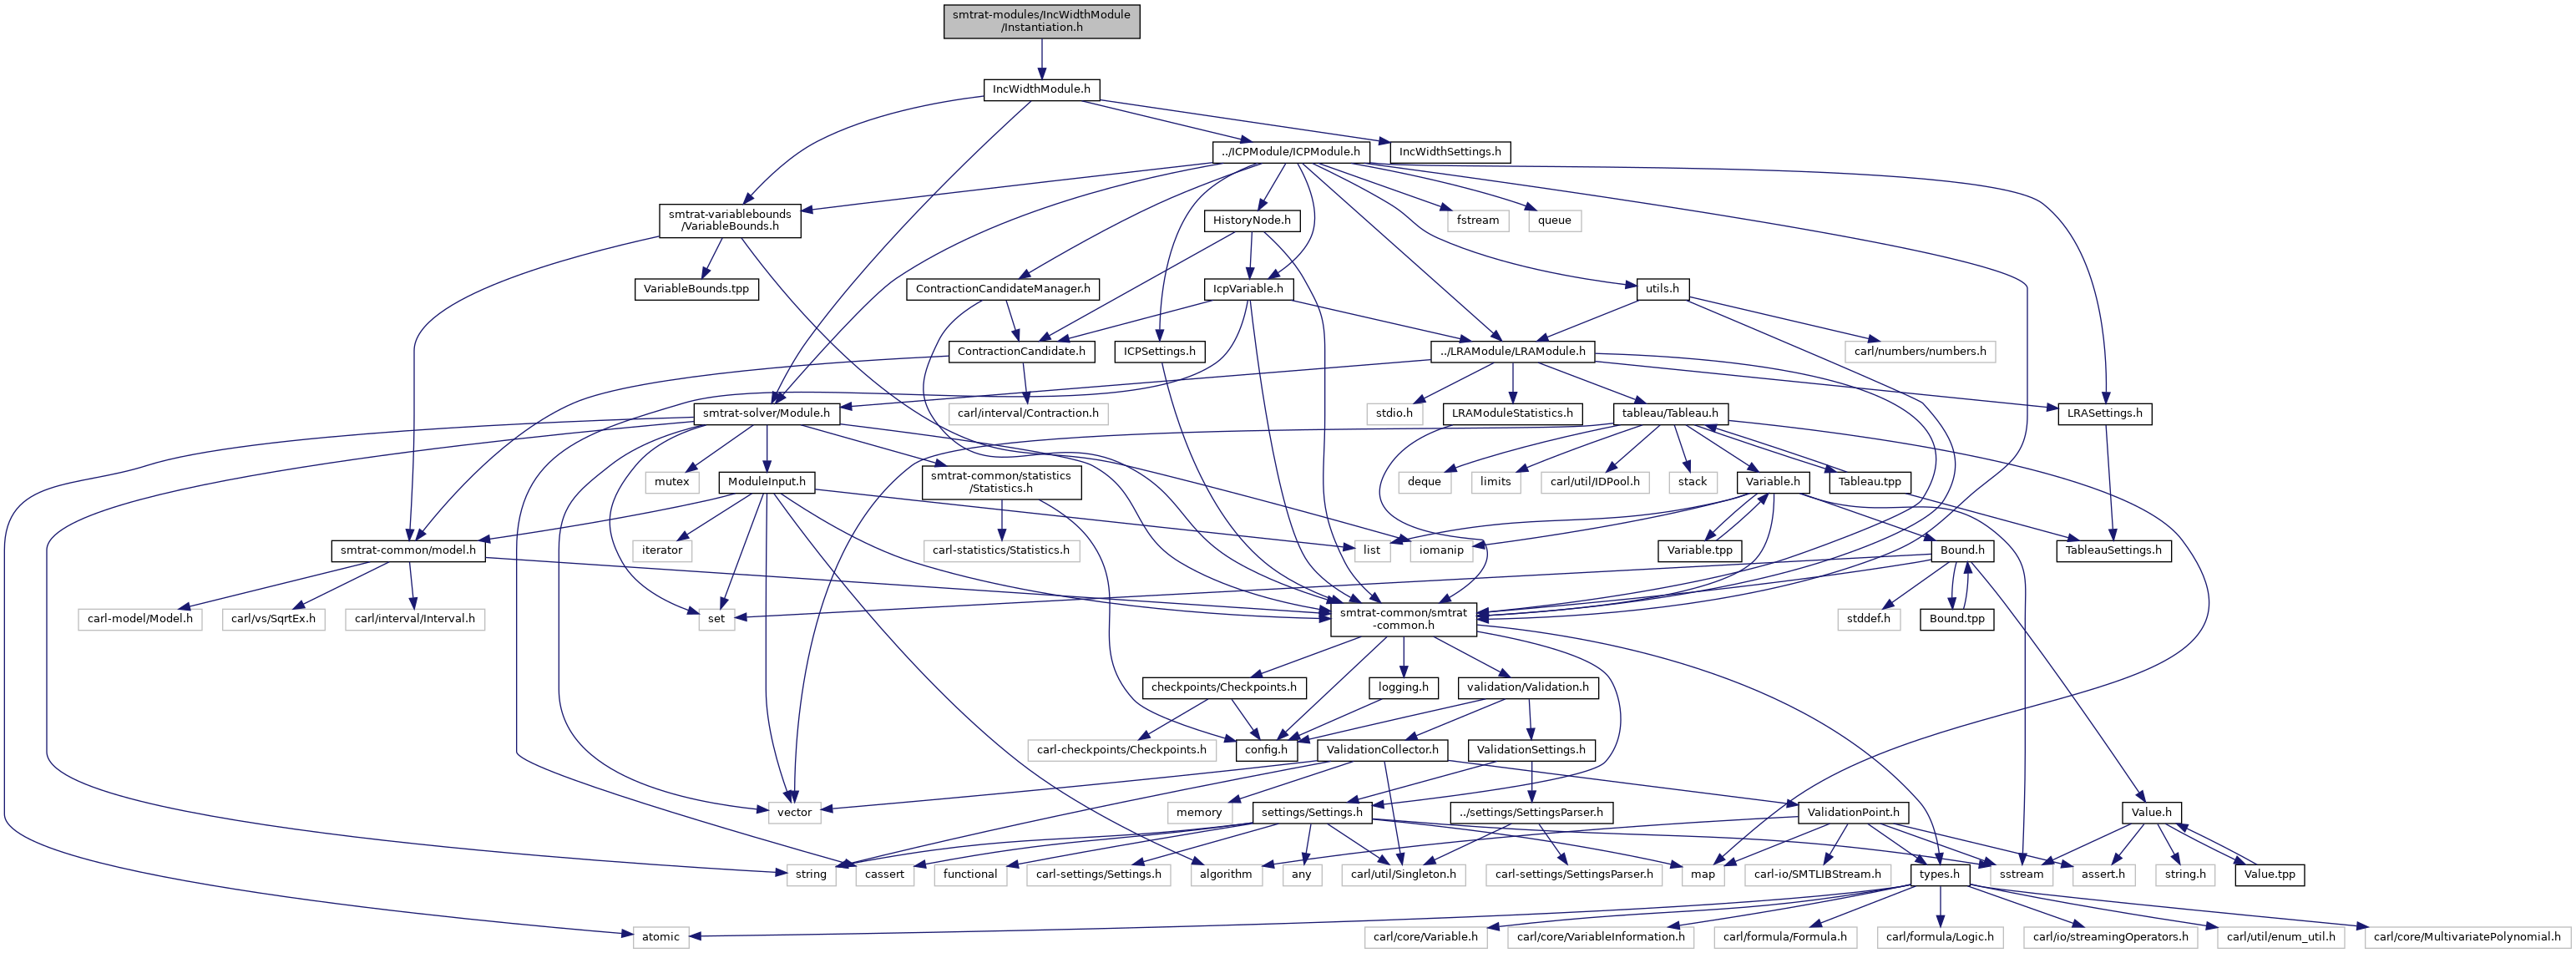 smtrat-modules/IncWidthModule
/Instantiation.h
IncWidthModule.h
../ICPModule/ICPModule.h
IncWidthSettings.h
smtrat-variablebounds
/VariableBounds.h
HistoryNode.h
fstream
queue
VariableBounds.tpp
ContractionCandidateManager.h
IcpVariable.h
utils.h
ContractionCandidate.h
ICPSettings.h
../LRAModule/LRAModule.h
carl/numbers/numbers.h
smtrat-solver/Module.h
carl/interval/Contraction.h
stdio.h
LRAModuleStatistics.h
tableau/Tableau.h
LRASettings.h
mutex
ModuleInput.h
smtrat-common/statistics
/Statistics.h
deque
limits
carl/util/IDPool.h
stack
Variable.h
Tableau.tpp
smtrat-common/model.h
iterator
carl-statistics/Statistics.h
list
iomanip
Variable.tpp
Bound.h
TableauSettings.h
carl-model/Model.h
carl/vs/SqrtEx.h
carl/interval/Interval.h
set
smtrat-common/smtrat
-common.h
stddef.h
Bound.tpp
checkpoints/Checkpoints.h
logging.h
validation/Validation.h
carl-checkpoints/Checkpoints.h
config.h
ValidationCollector.h
ValidationSettings.h
vector
memory
settings/Settings.h
../settings/SettingsParser.h
ValidationPoint.h
Value.h
string
cassert
functional
carl-settings/Settings.h
algorithm
any
carl/util/Singleton.h
carl-settings/SettingsParser.h
map
carl-io/SMTLIBStream.h
types.h
sstream
assert.h
string.h
Value.tpp
atomic
carl/core/Variable.h
carl/core/VariableInformation.h
carl/formula/Formula.h
carl/formula/Logic.h
carl/io/streamingOperators.h
carl/util/enum_util.h
carl/core/MultivariatePolynomial.h